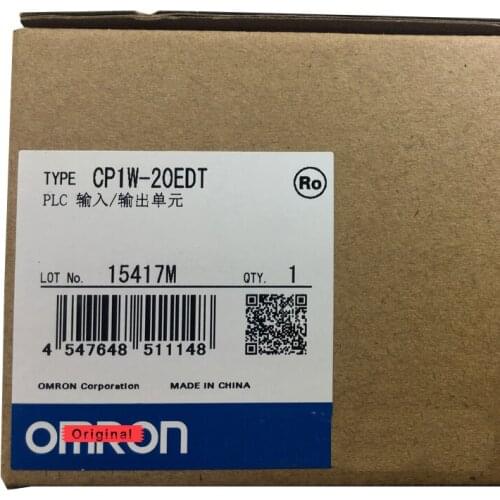 TYPE CP1W-20EDT
Ro
PLC 输入/输出单元
LOT No. 15417M QTY. 1
4 547648 511148
OMRON Corporation MADE IN CHINA
OMRON
Original